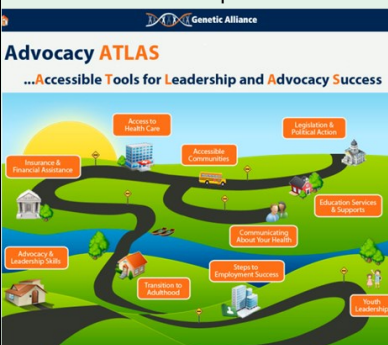 Genetic Alliance
Advocacy ATLAS
...Accessible Tools for Leadership and Advocacy Success
Access to
Health Care
Legislation &
Political Action
Accessible
Communities
Insurance &
Financial Assistance
Education Services
& Supports
Communicating
About Your Health
Advocacy &
Leadership Skills
Steps to
Employment Success
Transition to
Adulthood
Youth
Leadership